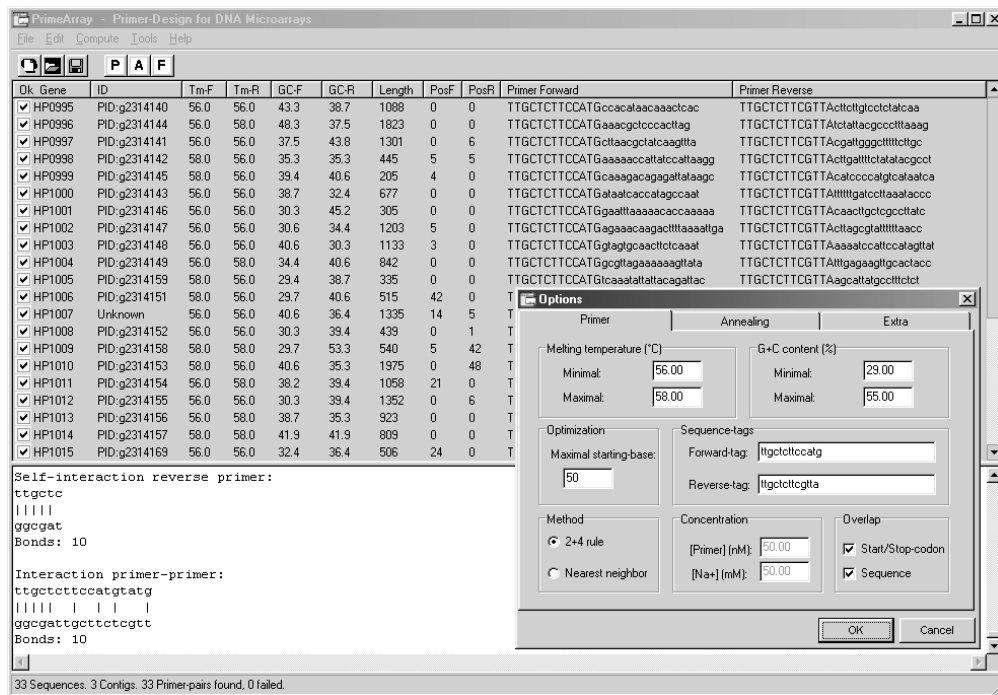 PrimeArray - Primer-Design for DNA Microarrays
File Edit Compute Tools Help
P A F
Ok Gene ID Tm-F Tm-R GC-F GC-R Length PosF PosR Primer Forward Primer Reverse
HP0995 PID:g2314140 56.0 56.0 43.3 38.7 1088 0 0 TTGCTCTTCCATGccacataacaaactcac TTGCTCTTCGTTActtcttgtcctctatcaa
HP0996 PID:g2314144 56.0 58.0 48.3 37.5 1823 0 0 TTGCTCTTCCATGaaacgctcccacttag TTGCTCTTCGTTAtctattacgccctttaaag
HP0997 PID:g2314141 56.0 56.0 37.5 43.8 1301 0 6 TTGCTCTTCCATGcttaacgctatcaagttta TTGCTCTTCGTTAcgattgggctttttcttgc
HP0998 PID:g2314142 58.0 56.0 35.3 35.3 445 5 5 TTGCTCTTCCATGaaaaaccattatccattaagg TTGCTCTTCGTTActtgattttctatatacgcct
HP0999 PID:g2314145 58.0 56.0 39.4 40.6 205 4 0 TTGCTCTTCCATGcaaagacagagattataagc TTGCTCTTCGTTAcatccccatgtcataatca
HP1000 PID:g2314143 56.0 56.0 38.7 32.4 677 0 0 TTGCTCTTCCATGataatcaccatagccaat TTGCTCTTCGTTAttttttgatccttaaataccc
HP1001 PID:g2314146 56.0 56.0 30.3 45.2 305 0 0 TTGCTCTTCCATGgaatttaaaaacaccaaaaa TTGCTCTTCGTTAcaacttgctcgccttatc
HP1002 PID:g2314147 56.0 56.0 30.6 34.4 1203 5 0 TTGCTCTTCCATGagaaacaagacttttaaaattga TTGCTCTTCGTTActtagcgtattttttaacc
HP1003 PID:g2314148 56.0 56.0 40.6 30.3 1133 3 0 TTGCTCTTCCATGgtagtgcaacttctcaaat TTGCTCTTCGTTAaaaatccattccatagttat
HP1004 PID:g2314149 56.0 58.0 34.4 40.6 842 0 0 TTGCTCTTCCATGgcgttagaaaaaagttata TTGCTCTTCGTTAtttgagaagttgcactacc
HP1005 PID:g2314159 58.0 56.0 29.4 38.7 335 0 0 TTGCTCTTCCATGtcaaatattattacagattac TTGCTCTTCGTTAagcattatgcctttctct
HP1006 PID:g2314151 58.0 56.0 29.7 40.6 515 42 0 T
HP1007 Unknown 56.0 56.0 40.6 36.4 1335 14 5 T
HP1008 PID:g2314152 56.0 56.0 30.3 39.4 439 0 1 T
HP1009 PID:g2314158 58.0 58.0 29.7 53.3 540 5 42 T
HP1010 PID:g2314153 58.0 56.0 40.6 35.3 1975 0 48 T
HP1011 PID:g2314154 56.0 58.0 38.2 39.4 1058 21 0 T
HP1012 PID:g2314155 56.0 56.0 30.3 39.4 1352 0 6 T
HP1013 PID:g2314156 56.0 58.0 38.7 35.3 923 0 0 T
HP1014 PID:g2314157 58.0 58.0 41.9 41.9 809 0 0 T
HP1015 PID:g2314169 56.0 56.0 32.4 36.4 506 24 0 T
Options
Primer Annealing Extra
Melting temperature (°C) G+C content (%)
Minimal: 56.00 Minimal: 29.00
Maximal: 58.00 Maximal: 55.00
Optimization Sequence-tags
Maximal starting-base: Forward-tag: ttgctcttccatg
50 Reverse-tag: ttgctcttcgtta
Method Concentration Overlap
2+4 rule [Primer] (nM): 50.00 Start/Stop-codon
Nearest neighbor [Na+] (mM): 50.00 Sequence
OK Cancel
Self-interaction reverse primer:
ttgctc
|||||
ggcgat
Bonds: 10
Interaction primer-primer:
ttgctcttccatgtatg
||||| | | | |
ggcgattgcttctcgtt
Bonds: 10
33 Sequences. 3 Contigs. 33 Primer-pairs found, 0 failed.